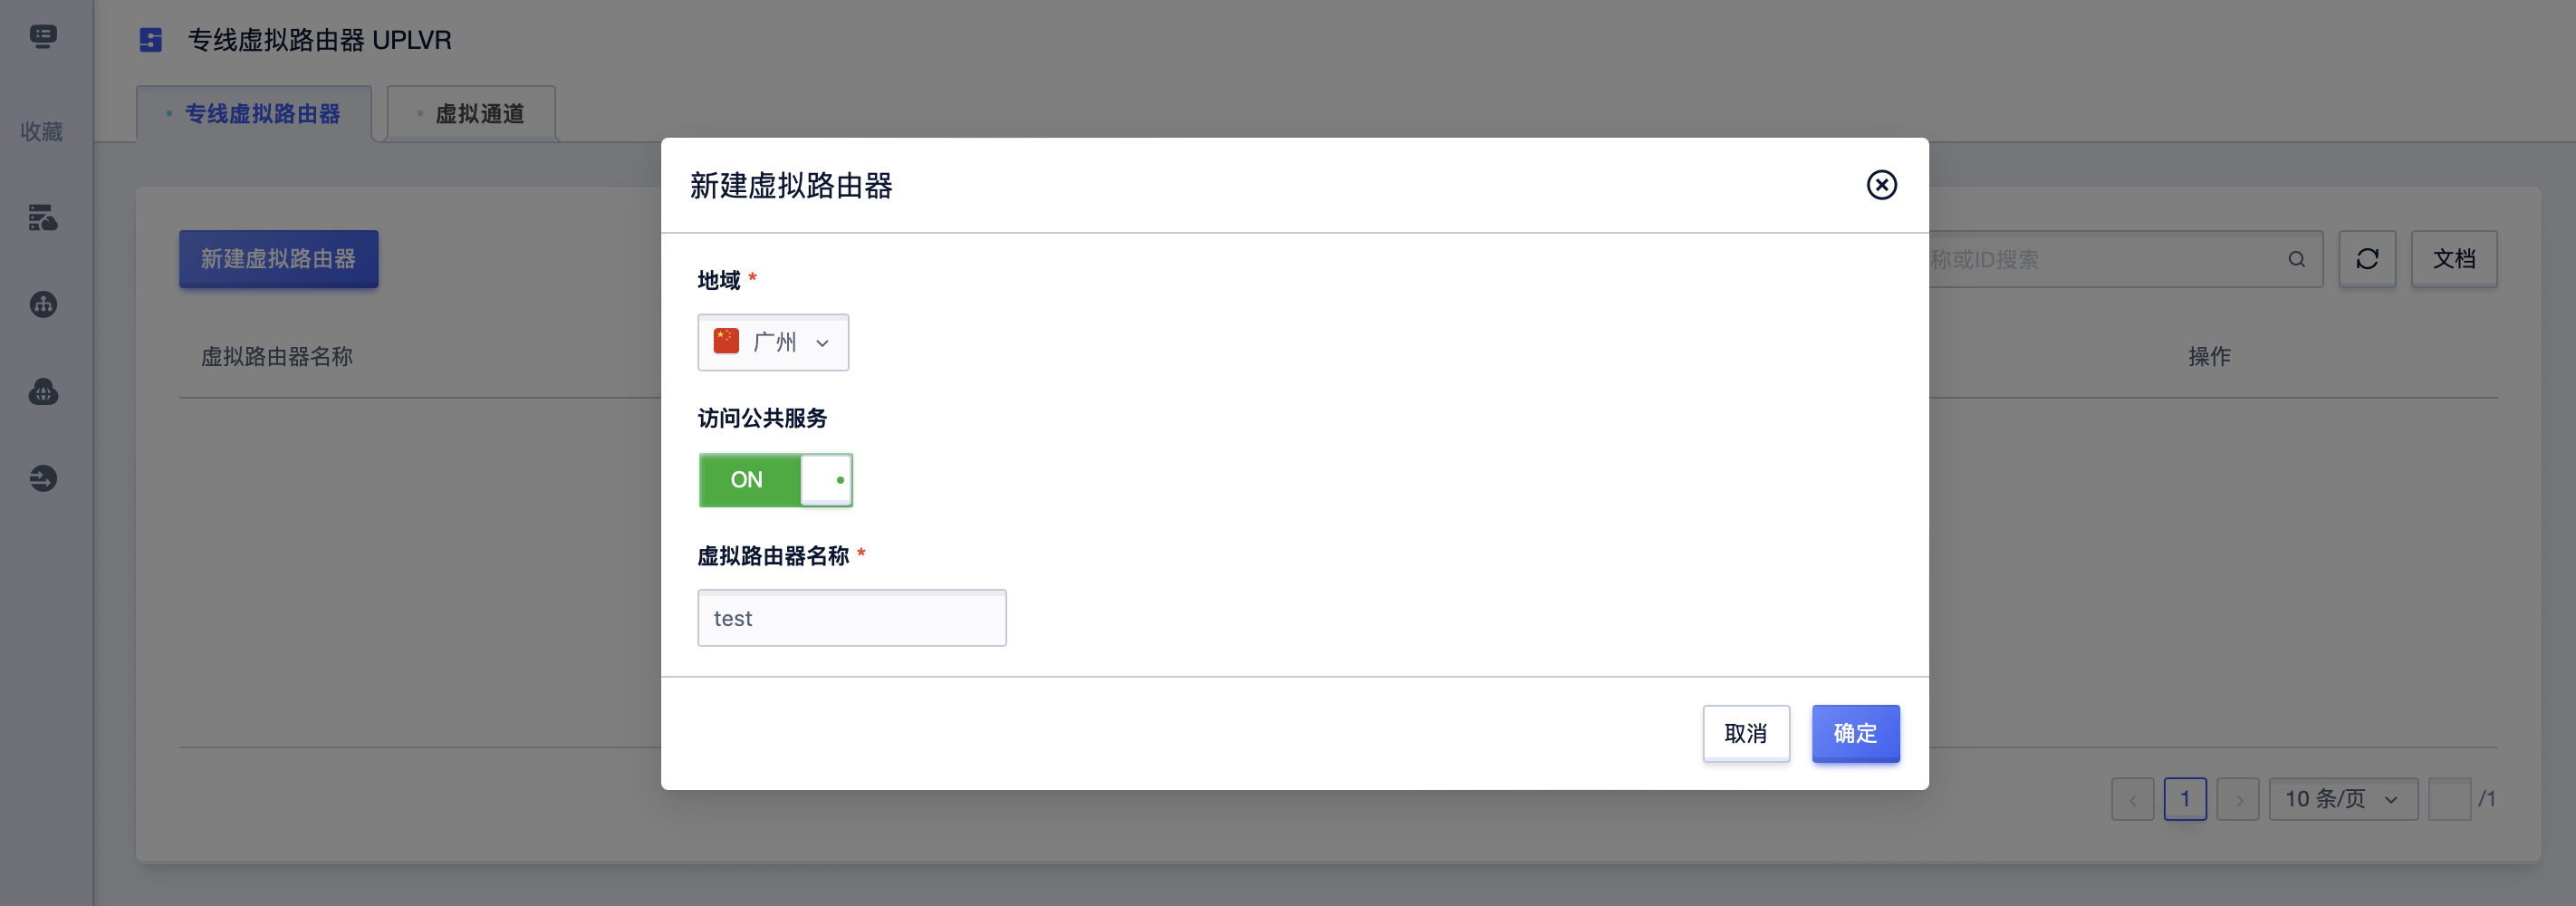 专线虚拟路由器 UPLVR
专线虚拟路由器
虚拟通道
收藏
新建虚拟路由器
称或ID搜索
文档
虚拟路由器名称
操作
新建虚拟路由器
地域 *
广州
访问公共服务
ON
虚拟路由器名称 *
test
取消
确定
1
10 条/页
/1